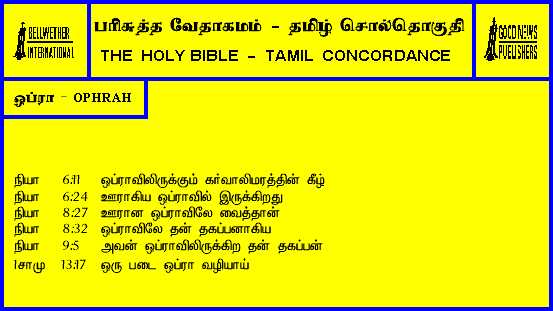 BELLWETHER
INTERNATIONAL
பரிசுத்த வேதாகமம் - தமிழ் சொல்தொகுதி
THE HOLY BIBLE - TAMIL CONCORDANCE
GOOD NEWS
PUBLISHERS
ஒப்ரா - OPHRAH
நியா 6:11 ஒப்ராவிலிருக்கும் கர்வாலிமரத்தின் கீழ்
நியா 6:24 ஊராகிய ஒப்ராவில் இருக்கிறது
நியா 8:27 ஊரான ஒப்ராவிலே வைத்தான்
நியா 8:32 ஒப்ராவிலே தன் தகப்பனாகிய
நியா 9:5 அவன் ஒப்ராவிலிருக்கிற தன் தகப்பன்
1சாமு 13:17 ஒரு படை ஒப்ரா வழியாய்